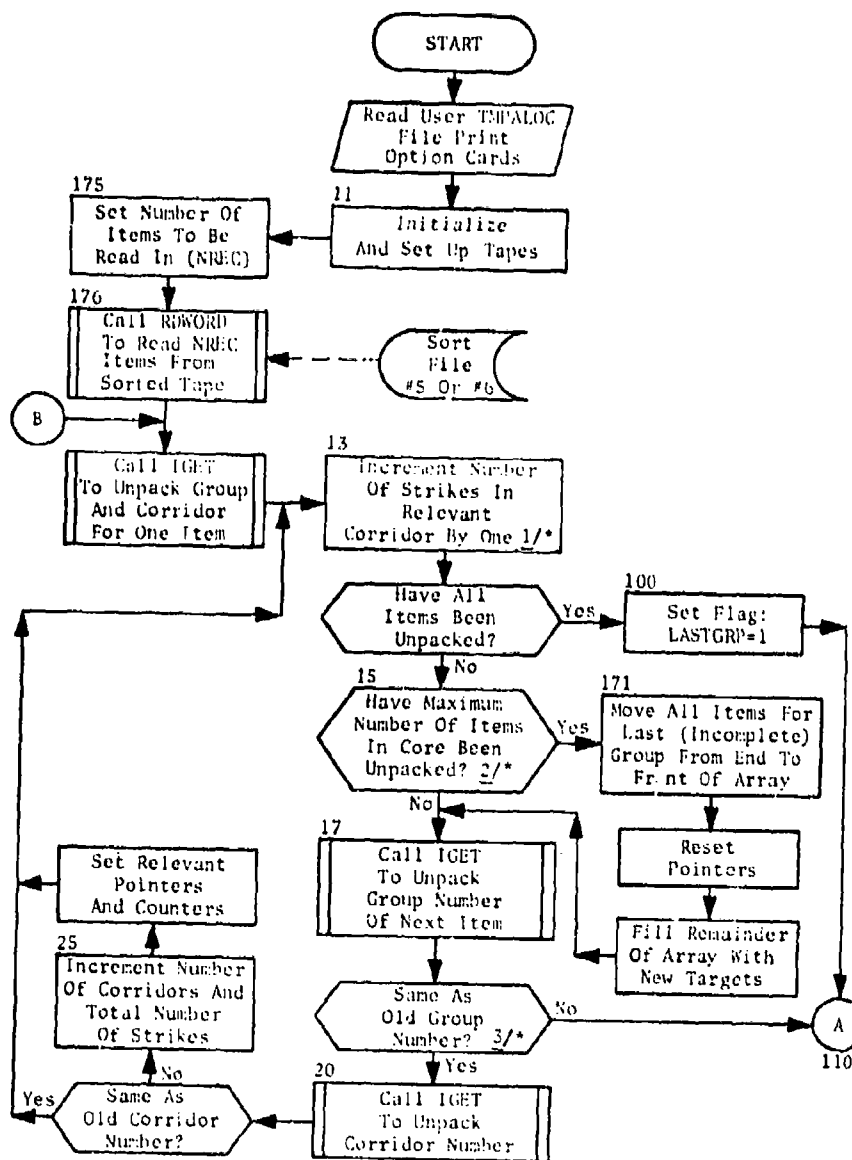 START
Read User TMPALOC
File Print
Option Cards
11
Initialize
And Set Up Tapes
175
Set Number Of
Items To Be
Read In (NREC)
176
Call RDWORD
To Read NREC
Items From
Sorted Tape
Sort
File
#5 Or #6
B
Call IGET
To Unpack Group
And Corridor
For One Item
13
Increment Number
Of Strikes In
Relevant
Corridor By One 1/*
Have All
Items Been
Unpacked?
Yes
100
Set Flag:
LASTGRP=1
No
15
Have Maximum
Number Of Items
In Core Been
Unpacked? 2/*
Yes
171
Move All Items For
Last (Incomplete)
Group From End To
Front Of Array
No
Reset
Pointers
Fill Remainder
Of Array With
New Targets
17
Call IGET
To Unpack
Group Number
Of Next Item
Same As
Old Group
Number? 3/*
No
A
110
Yes
20
Call IGET
To Unpack
Corridor Number
Same As
Old Corridor
Number?
Yes
No
25
Increment Number
Of Corridors And
Total Number
Of Strikes
Set Relevant
Pointers
And Counters